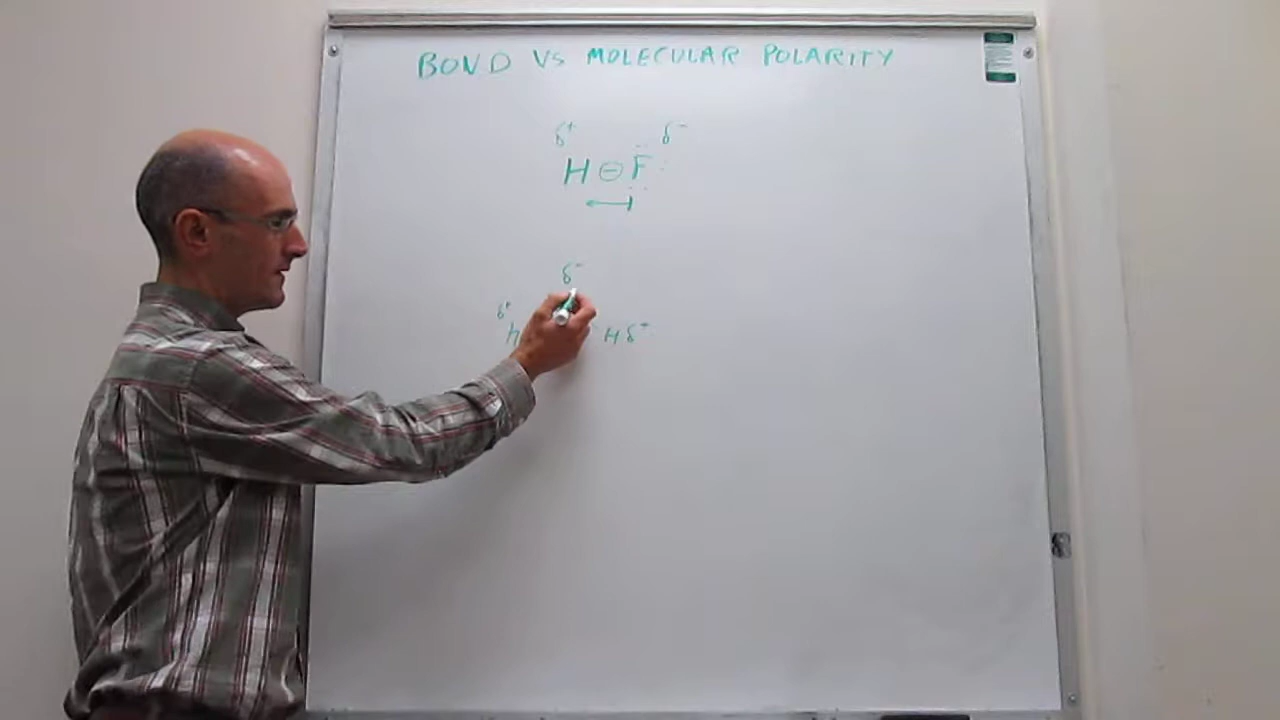 BOND VS MOLECULAR POLARITY
δ+ δ-
H F
δ-
δ+
H H δ+